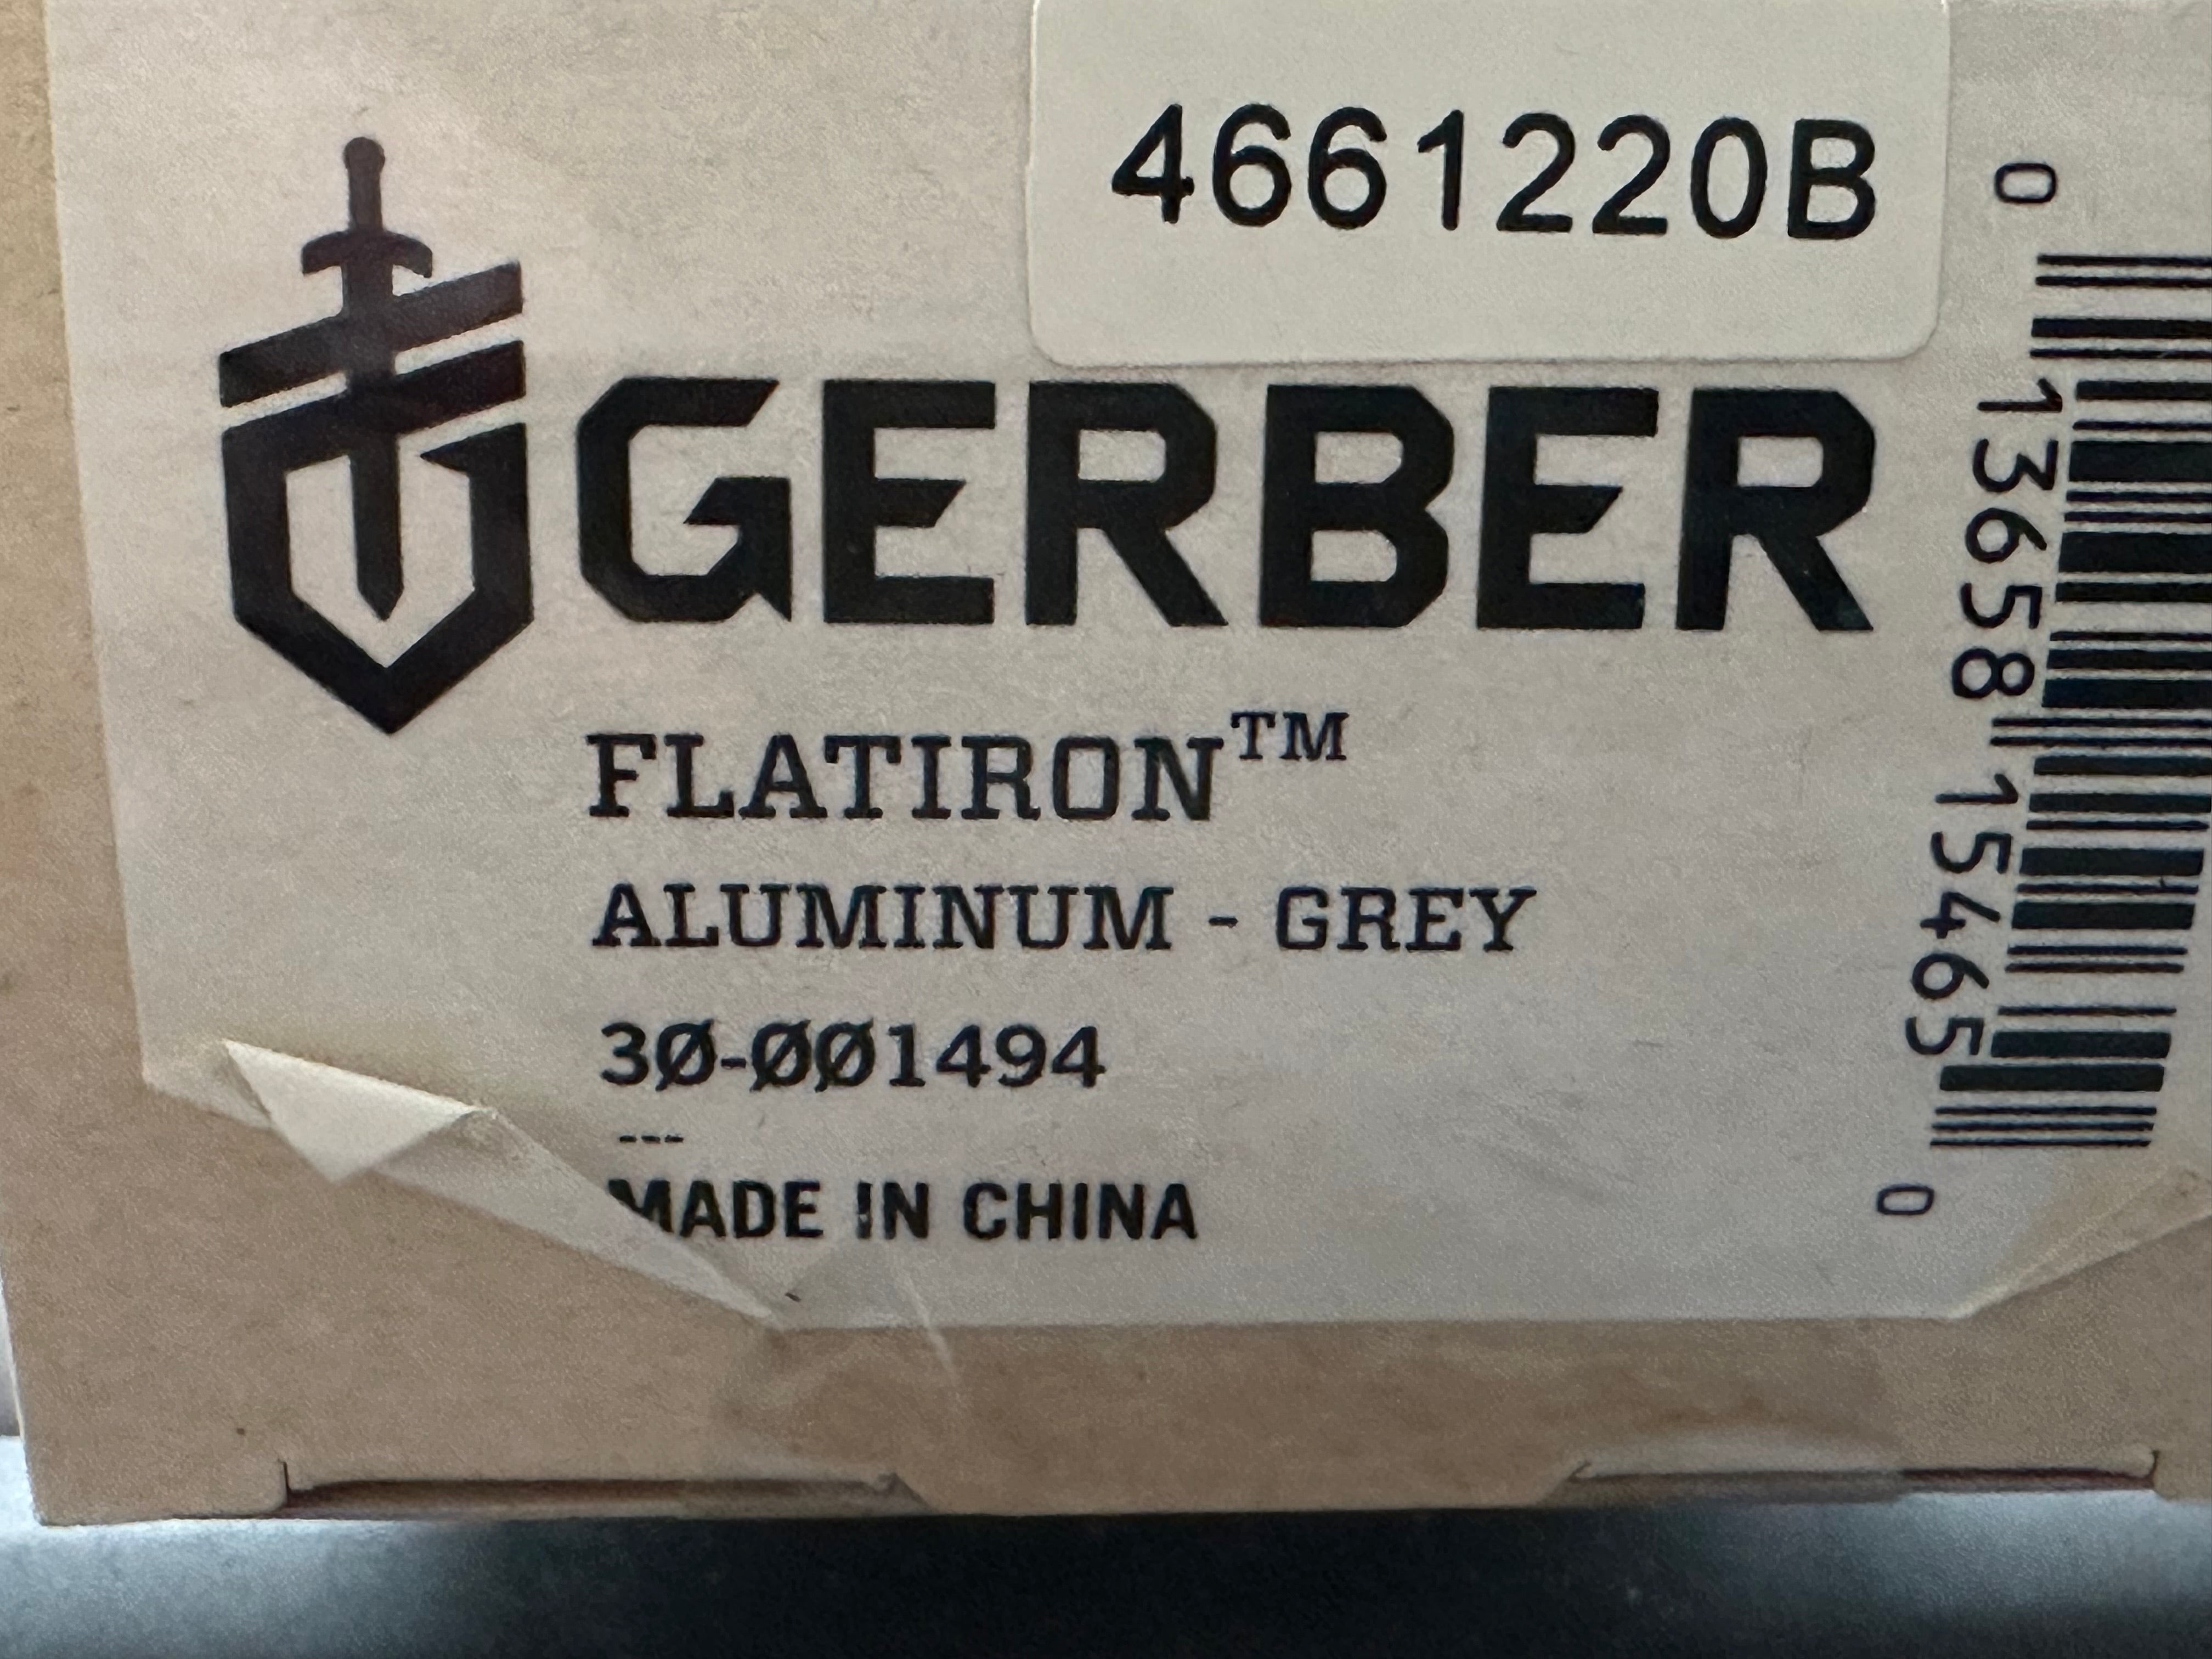 4661220B
GERBER
FLATIRON™
ALUMINUM - GREY
3Ø-ØØ1494
---
MADE IN CHINA
0 13658 15465 0